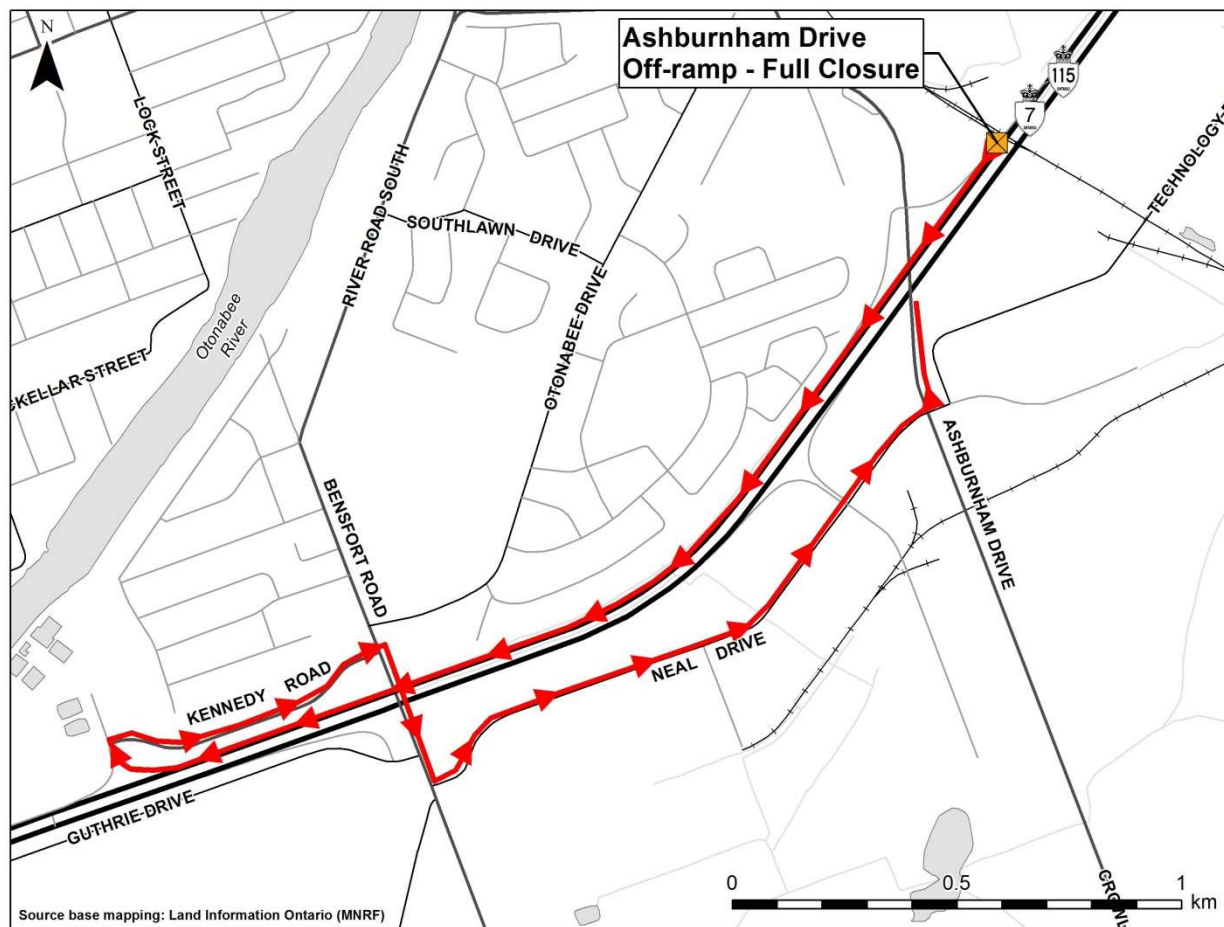 N
Ashburnham Drive
Off-ramp - Full Closure
115
ONTARIO
7
ONTARIO
LOCK STREET
RIVER ROAD SOUTH
SOUTHLAWN DRIVE
OTONABEE DRIVE
Otonabee
River
KELLAR STREET
BENSFORT ROAD
ASHBURNHAM DRIVE
KENNEDY ROAD
NEAL DRIVE
GUTHRIE DRIVE
0 0.5 1
km
Source base mapping: Land Information Ontario (MNRF)
TECHNOLOGY